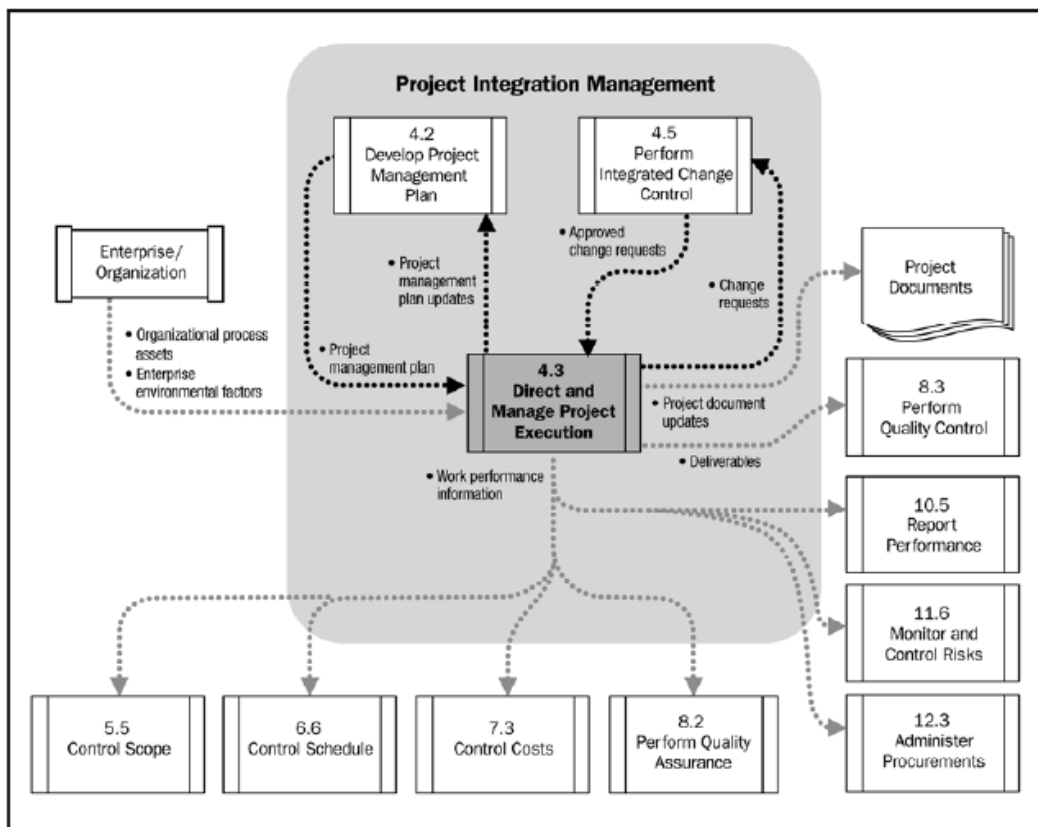 Project Integration Management
4.2
Develop Project
Management
Plan
4.5
Perform
Integrated Change
Control
Enterprise/
Organization
• Approved
change requests
• Project
management
plan updates
• Change
requests
Project
Documents
• Organizational process
assets
• Enterprise
environmental factors
• Project
management plan
4.3
Direct and
Manage Project
Execution
• Project document
updates
8.3
Perform
Quality Control
• Deliverables
• Work performance
information
10.5
Report
Performance
11.6
Monitor and
Control Risks
5.5
Control Scope
6.6
Control Schedule
7.3
Control Costs
8.2
Perform Quality
Assurance
12.3
Administer
Procurements